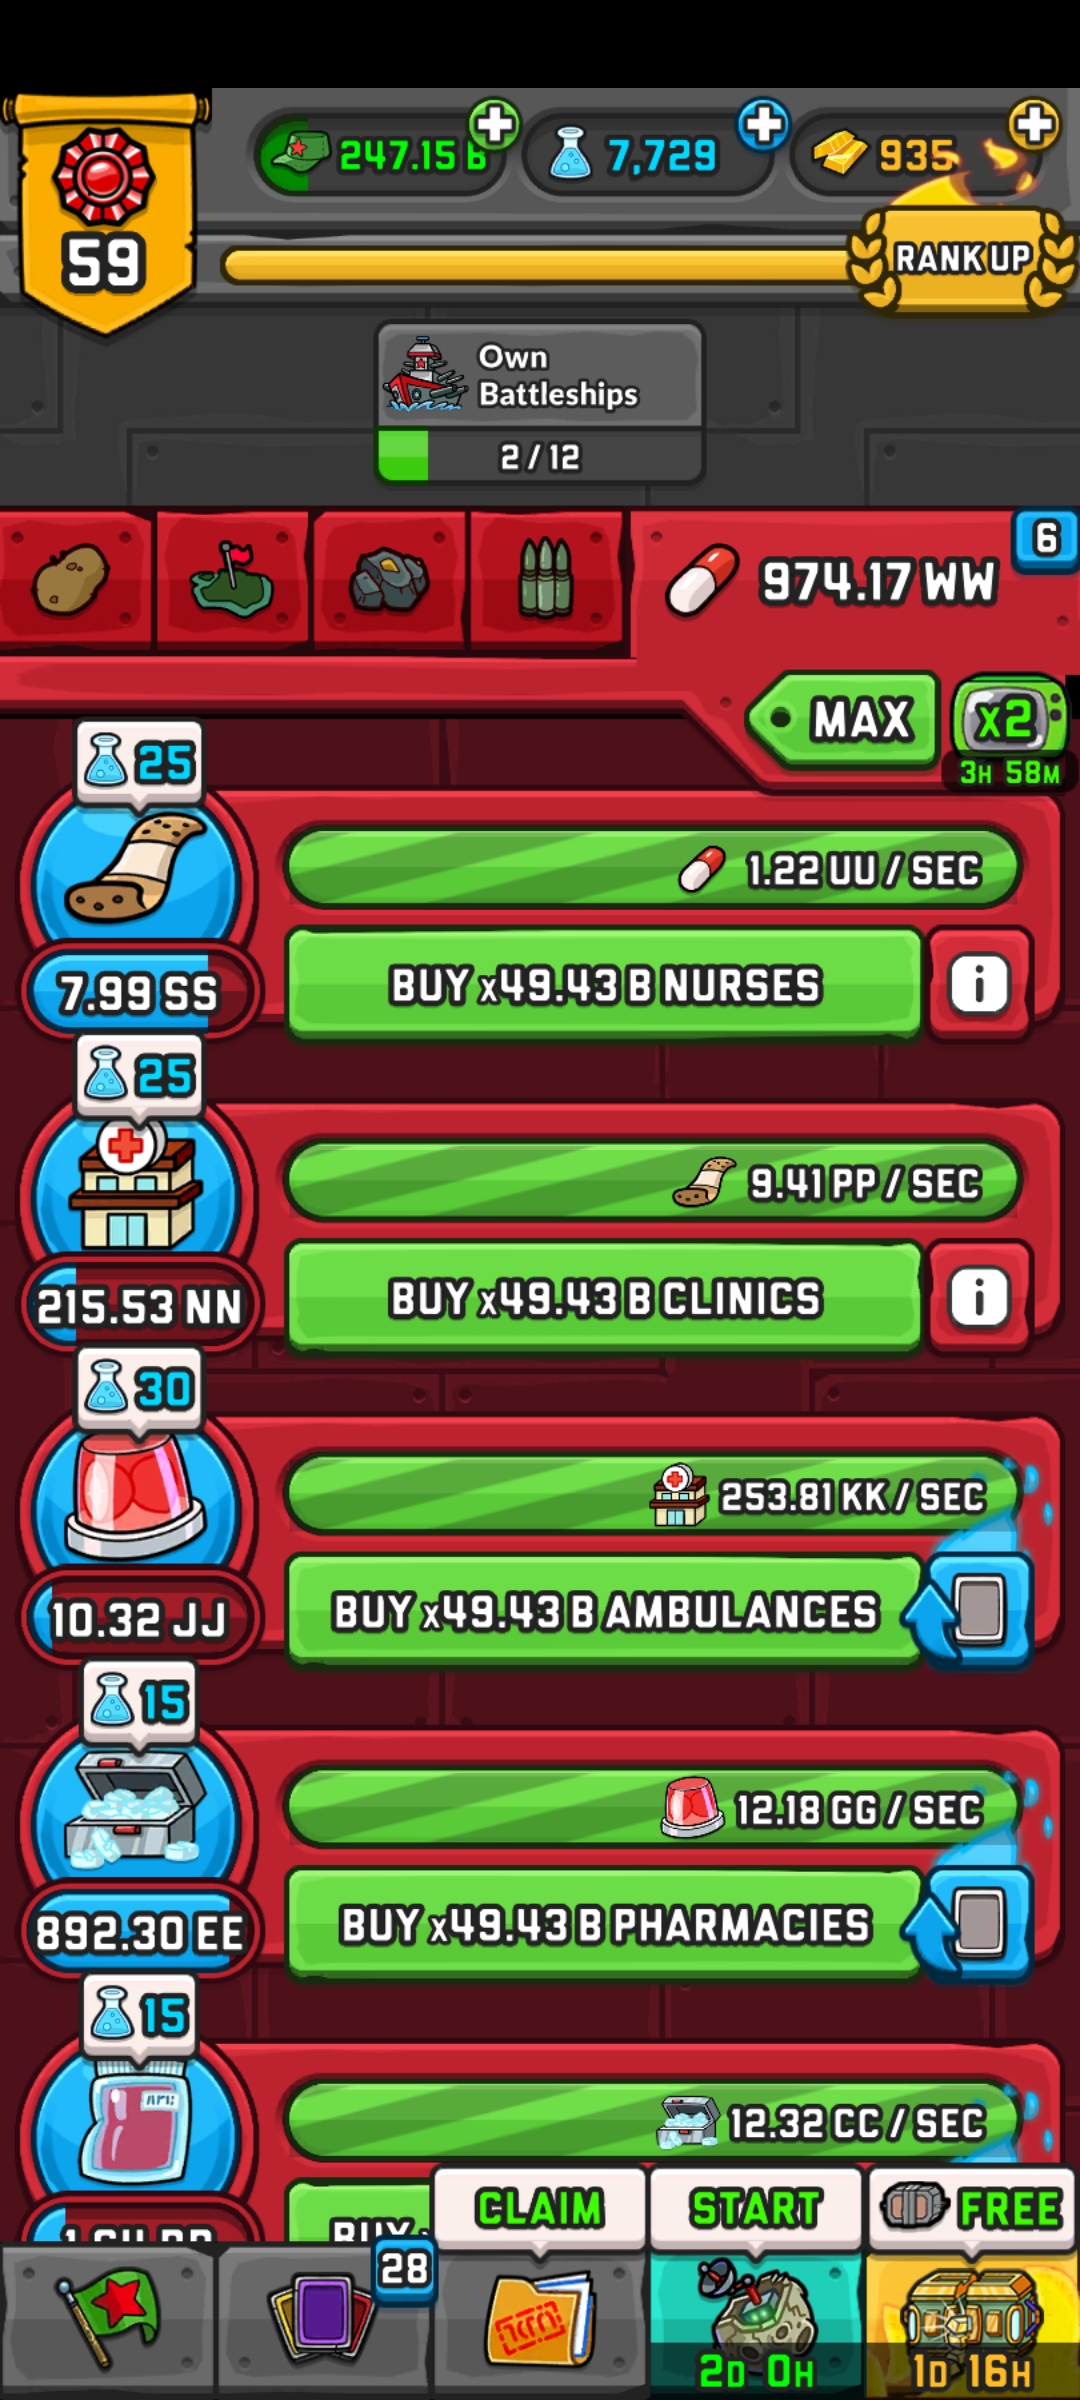 247.15 B
7,729
935
59
RANK UP
Own
Battleships
2 / 12
6
974.17 WW
MAX
x2
3H 58M
25
1.22 UU / SEC
7.99 SS
BUY x49.43 B NURSES
i
25
9.41 PP / SEC
215.53 NN
BUY x49.43 B CLINICS
i
30
253.81 KK / SEC
10.32 JJ
BUY x49.43 B AMBULANCES
15
12.18 GG / SEC
892.30 EE
BUY x49.43 B PHARMACIES
15
12.32 CC / SEC
BUY
CLAIM
START
FREE
28
2D 0H
1D 16H